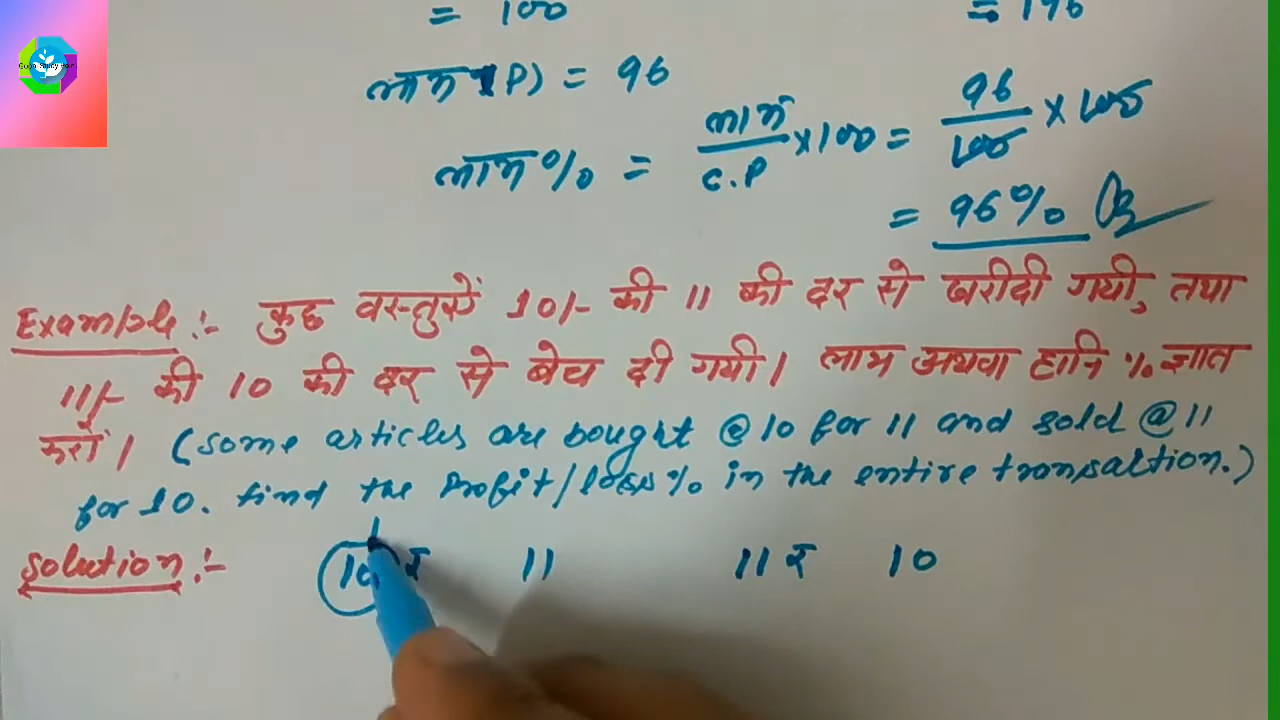 = 100 = 196
लाभ (P) = 96
लाभ% = लाभ/C.P × 100 = 96/100 × 100
= 96%
Example:- कुछ वस्तुएँ 10/- की 11 की दर से खरीदी गयी, तथा
11/- की 10 की दर से बेच दी गयी। लाभ अथवा हानि % ज्ञात
करों। (Some articles are bought @ 10 for 11 and sold @ 11
for 10. find the Profit/loss% in the entire transaction.)
Solution:- 10 ₹ 11 11 ₹ 10